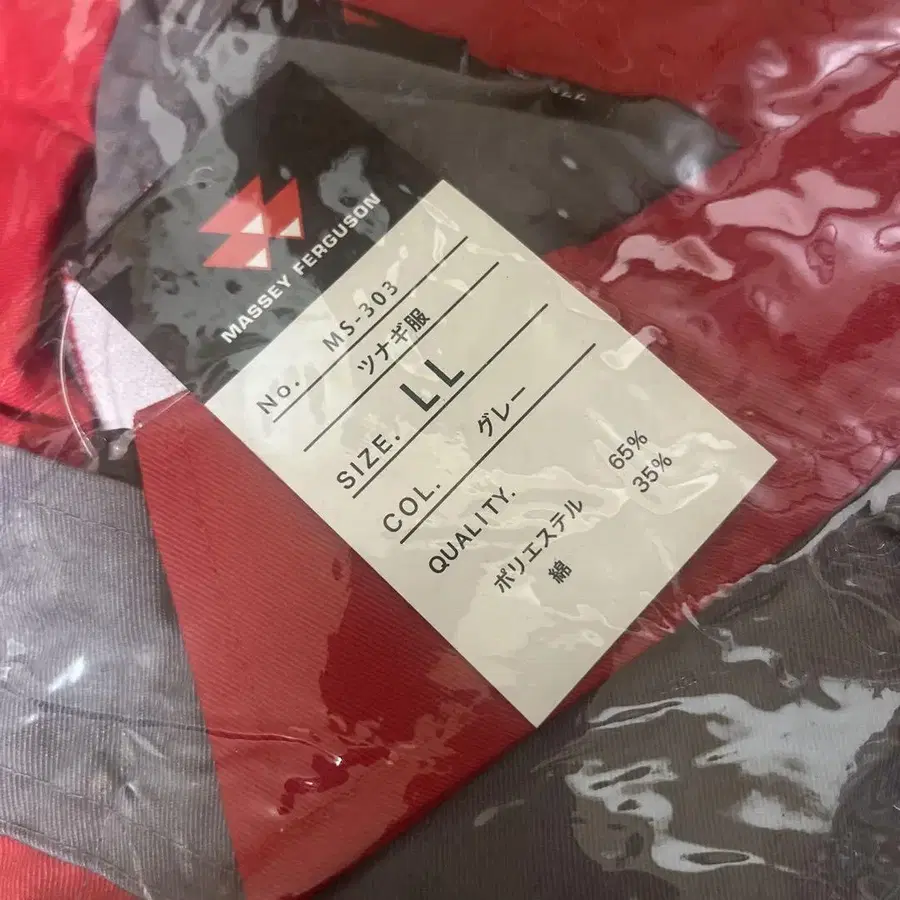 MASSEY FERGUSON
No. MS-303
ツナギ服
SIZE. LL
COL. グレー
QUALITY.
ポリエステル 65%
綿 35%